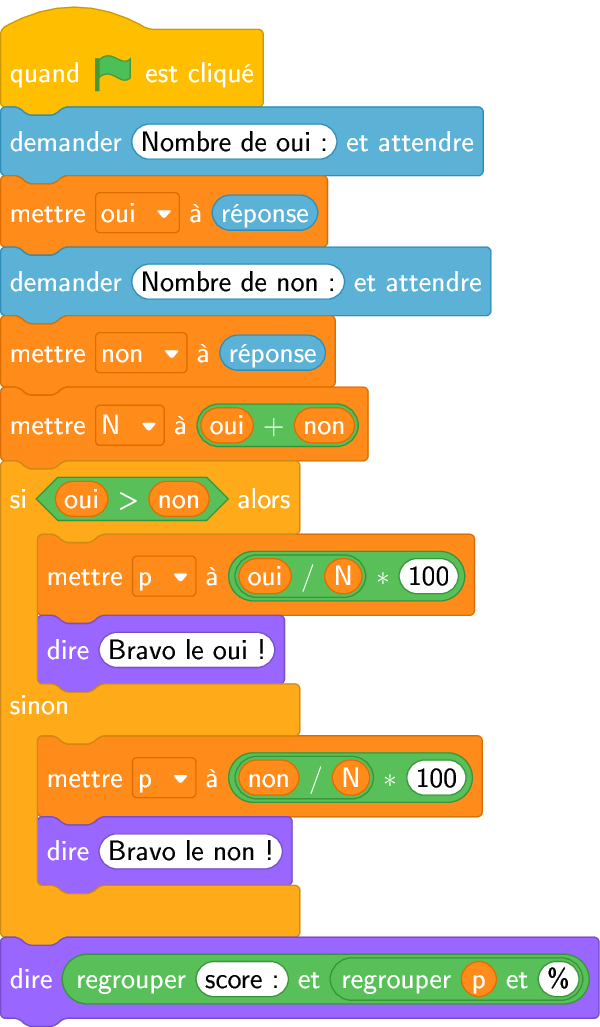 quand est cliqué
demander Nombre de oui : et attendre
mettre oui à réponse
demander Nombre de non : et attendre
mettre non à réponse
mettre N à oui + non
si oui > non alors
mettre p à oui / N * 100
dire Bravo le oui !
sinon
mettre p à non / N * 100
dire Bravo le non !
dire regrouper score : et regrouper p et %